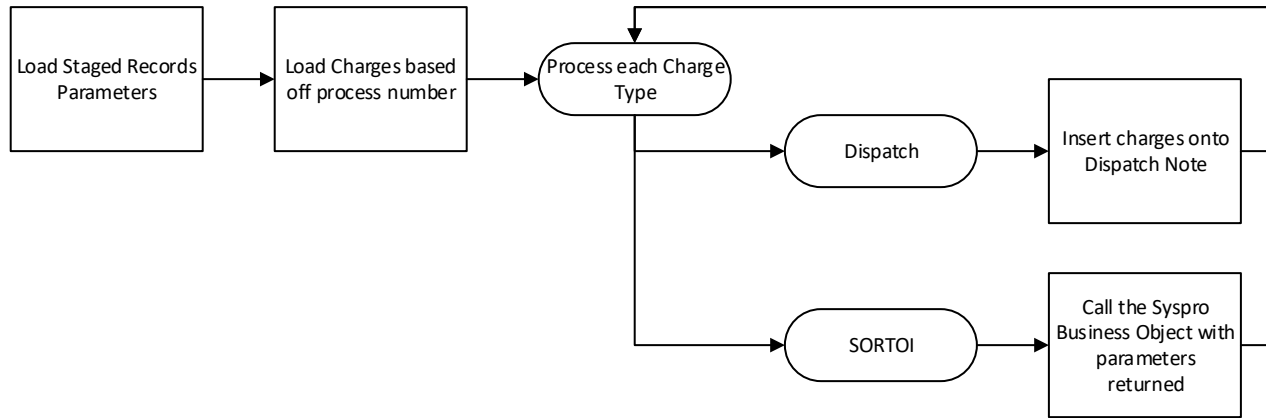 Load Staged Records
Parameters
Load Charges based
off process number
Process each Charge
Type
Dispatch
Insert charges onto
Dispatch Note
SORTOI
Call the Syspro
Business Object with
parameters
returned